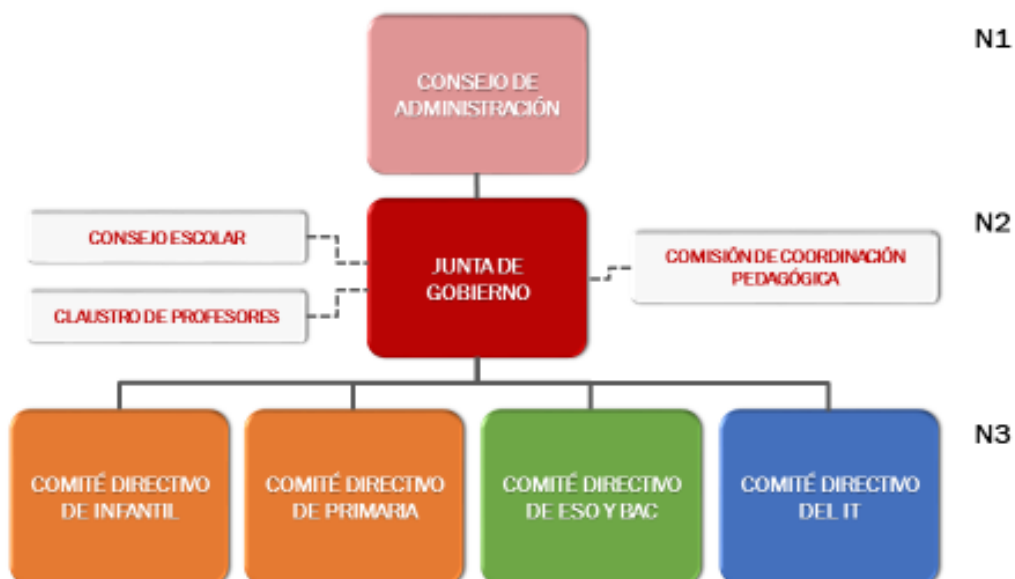 N1
CONSEJO DE
ADMINISTRACIÓN
N2
CONSEJO ESCOLAR
JUNTA DE
GOBIERNO
COMISIÓN DE COORDINACIÓN
PEDAGÓGICA
CLAUSTRO DE PROFESORES
N3
COMITÉ DIRECTIVO
DE INFANTIL
COMITÉ DIRECTIVO
DE PRIMARIA
COMITÉ DIRECTIVO
DE ESO Y BAC
COMITÉ DIRECTIVO
DEL IT